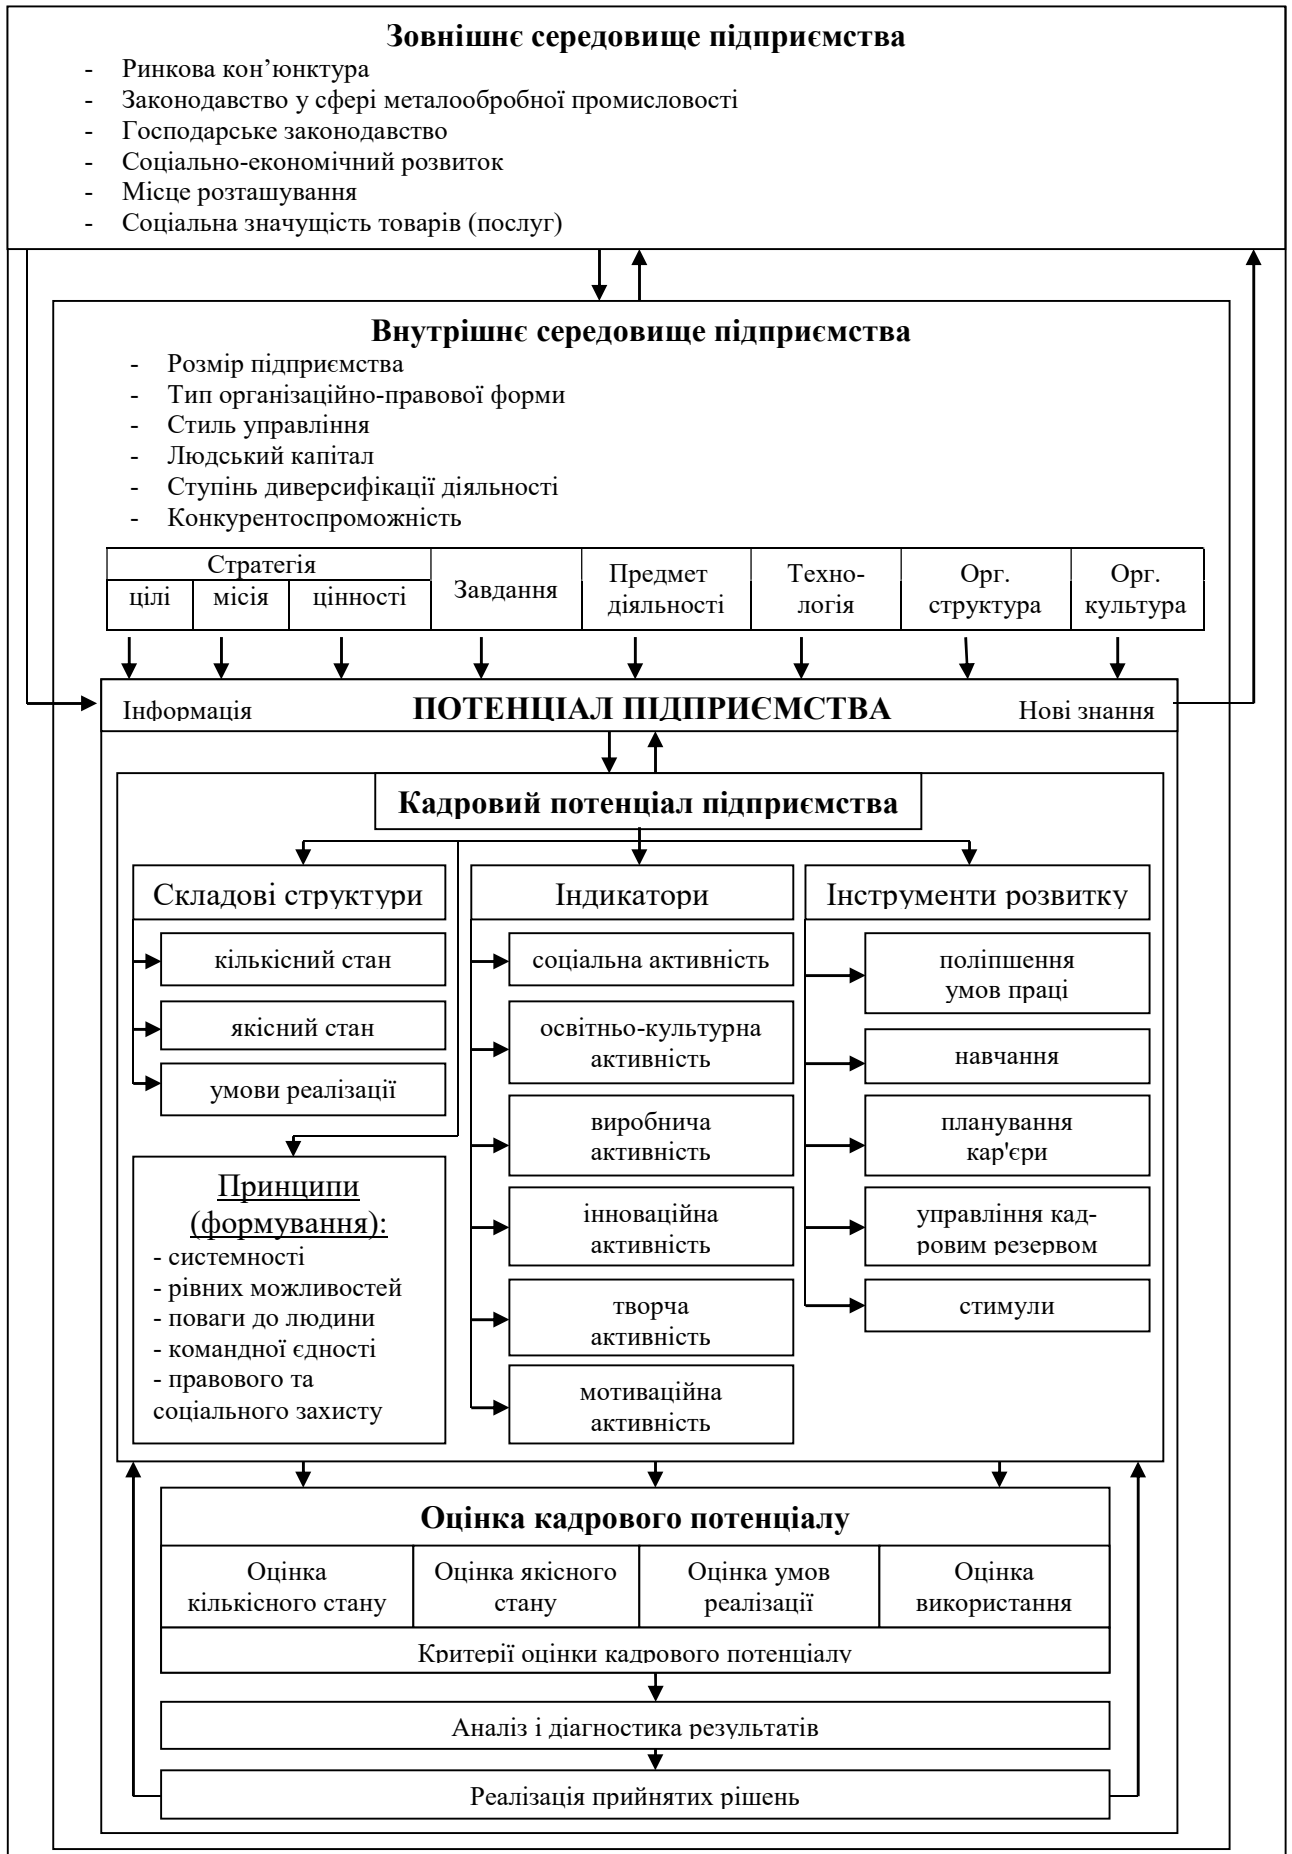 Зовнішнє середовище підприємства
- Ринкова кон’юнктура
- Законодавство у сфері металообробної промисловості
- Господарське законодавство
- Соціально-економічний розвиток
- Місце розташування
- Соціальна значущість товарів (послуг)
Внутрішнє середовище підприємства
- Розмір підприємства
- Тип організаційно-правової форми
- Стиль управління
- Людський капітал
- Ступінь диверсифікації діяльності
- Конкурентоспроможність
Стратегія
цілі
місія
цінності
Завдання
Предмет
діяльності
Техно-
логія
Орг.
структура
Орг.
культура
Інформація
ПОТЕНЦІАЛ ПІДПРИЄМСТВА
Нові знання
Кадровий потенціал підприємства
Складові структури
кількісний стан
якісний стан
умови реалізації
Принципи
(формування):
- системності
- рівних можливостей
- поваги до людини
- командної єдності
- правового та
соціального захисту
Індикатори
соціальна активність
освітньо-культурна
активність
виробнича
активність
інноваційна
активність
творча
активність
мотиваційна
активність
Інструменти розвитку
поліпшення
умов праці
навчання
планування
кар'єри
управління кад-
ровим резервом
стимули
Оцінка кадрового потенціалу
Оцінка
кількісного стану
Оцінка якісного
стану
Оцінка умов
реалізації
Оцінка
використання
Критерії оцінки кадрового потенціалу
Аналіз і діагностика результатів
Реалізація прийнятих рішень